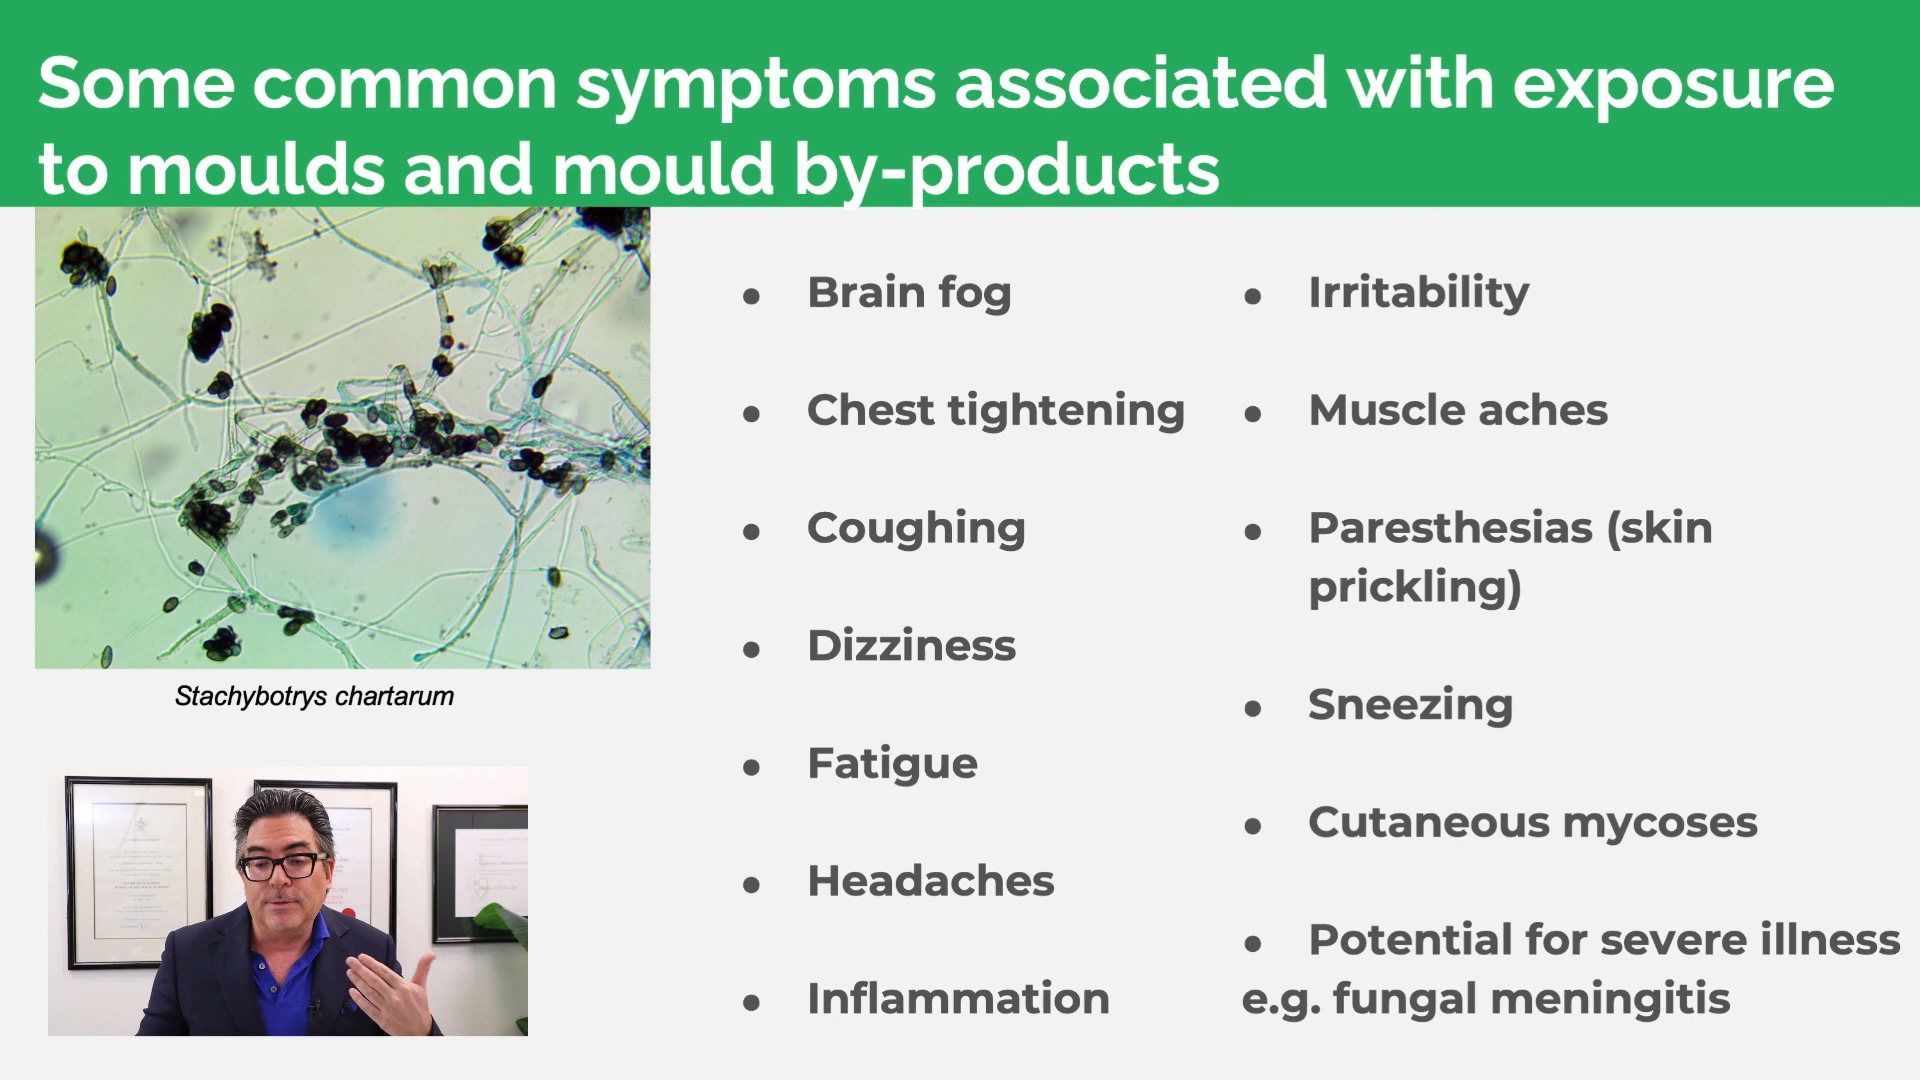 Some common symptoms associated with exposure
to moulds and mould by-products
Stachybotrys chartarum
● Brain fog
● Chest tightening
● Coughing
● Dizziness
● Fatigue
● Headaches
● Inflammation
● Irritability
● Muscle aches
● Paresthesias (skin
prickling)
● Sneezing
● Cutaneous mycoses
● Potential for severe illness
e.g. fungal meningitis